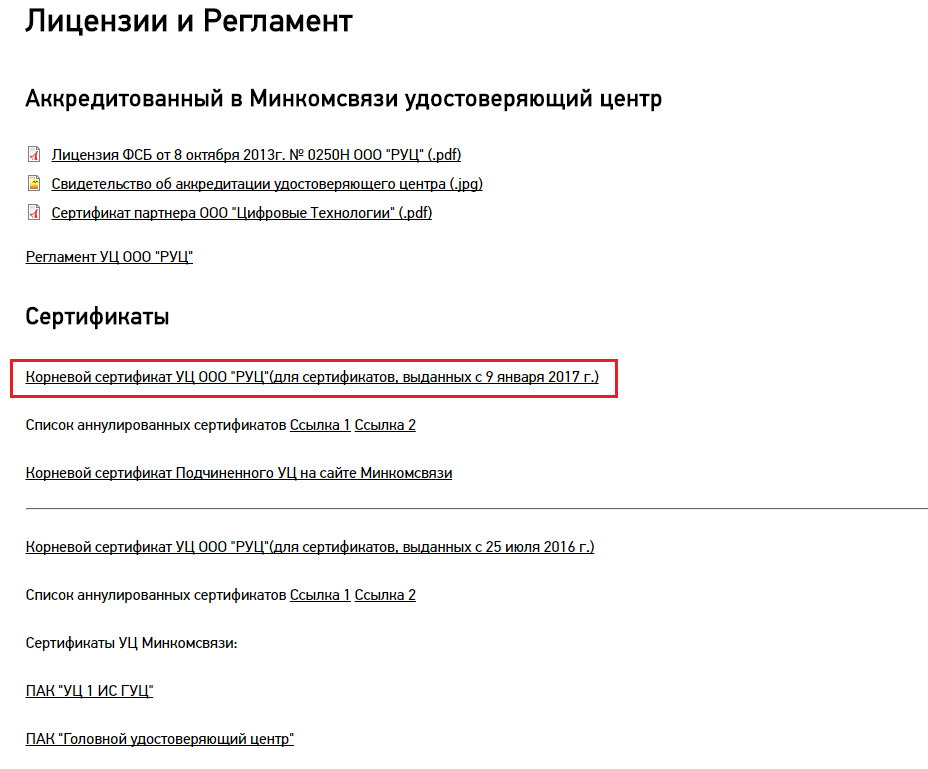 Лицензии и Регламент
Аккредитованный в Минкомсвязи удостоверяющий центр
Лицензия ФСБ от 8 октября 2013г. № 0250Н ООО "РУЦ" (.pdf)
Свидетельство об аккредитации удостоверяющего центра (.jpg)
Сертификат партнера ООО "Цифровые Технологии" (.pdf)
Регламент УЦ ООО "РУЦ"
Сертификаты
Корневой сертификат УЦ ООО "РУЦ"(для сертификатов, выданных с 9 января 2017 г.)
Список аннулированных сертификатов Ссылка 1 Ссылка 2
Корневой сертификат Подчиненного УЦ на сайте Минкомсвязи
Корневой сертификат УЦ ООО "РУЦ"(для сертификатов, выданных с 25 июля 2016 г.)
Список аннулированных сертификатов Ссылка 1 Ссылка 2
Сертификаты УЦ Минкомсвязи:
ПАК "УЦ 1 ИС ГУЦ"
ПАК "Головной удостоверяющий центр"